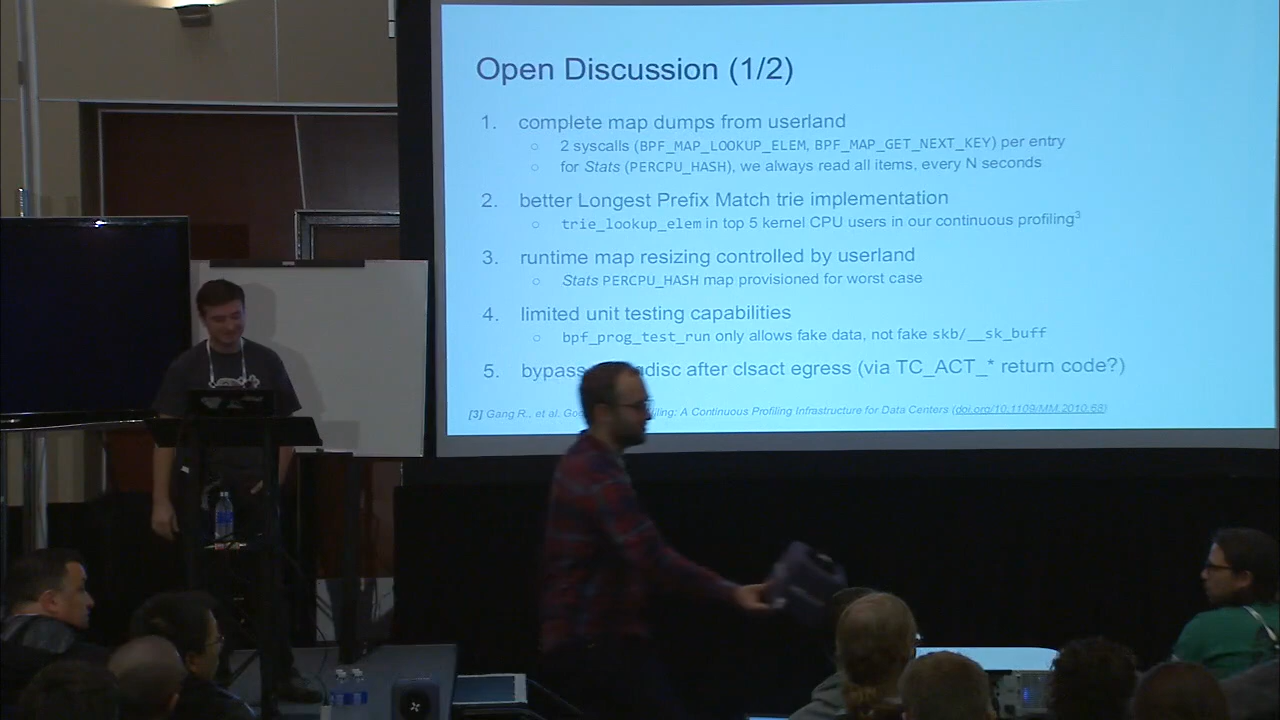 Open Discussion (1/2)
1. complete map dumps from userland
○ 2 syscalls (BPF_MAP_LOOKUP_ELEM, BPF_MAP_GET_NEXT_KEY) per entry
○ for Stats (PERCPU_HASH), we always read all items, every N seconds
2. better Longest Prefix Match trie implementation
○ trie_lookup_elem in top 5 kernel CPU users in our continuous profiling3
3. runtime map resizing controlled by userland
○ Stats PERCPU_HASH map provisioned for worst case
4. limited unit testing capabilities
○ bpf_prog_test_run only allows fake data, not fake skb/__sk_buff
5. bypass qdisc after clsact egress (via TC_ACT_* return code?)
[3] Gang R., et al. A Continuous Profiling Infrastructure for Data Centers (doi.org/10.1109/MM.2010.68)